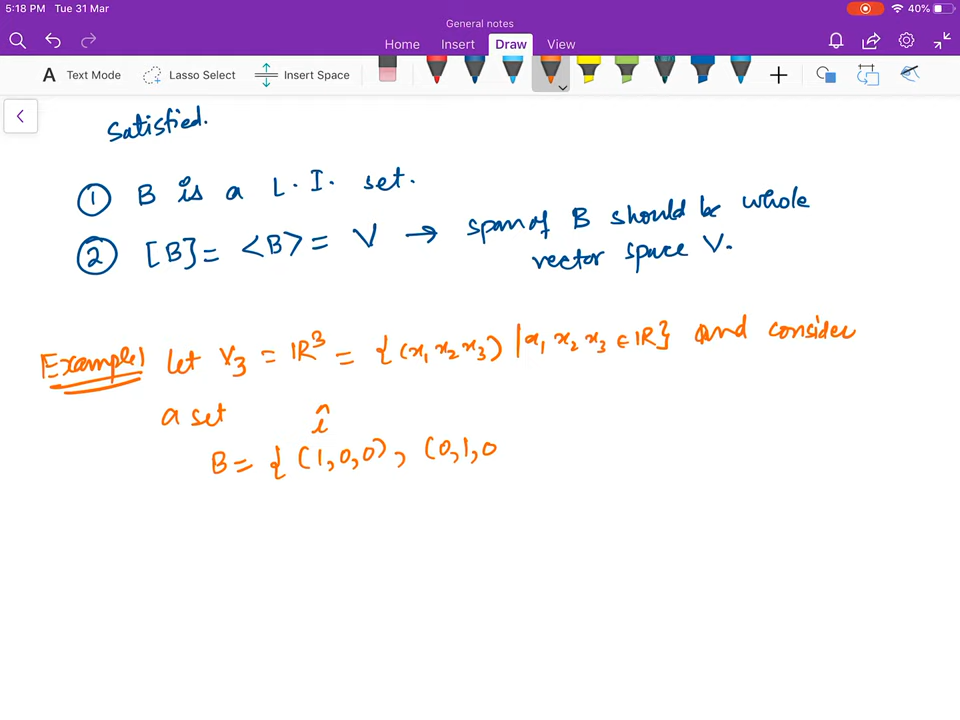 5:18 PM Tue 31 Mar 40%
General notes
Home Insert Draw View
A Text Mode Lasso Select Insert Space
Satisfied.
① B is a L.I. set.
② [B] = <B> = V → span of B should be whole
vector space V.
Example) let V₃ = ℝ³ = {(x₁ x₂ x₃) | x₁ x₂ x₃ ∈ ℝ} and consider
a set î
B = { (1,0,0), (0,1,0